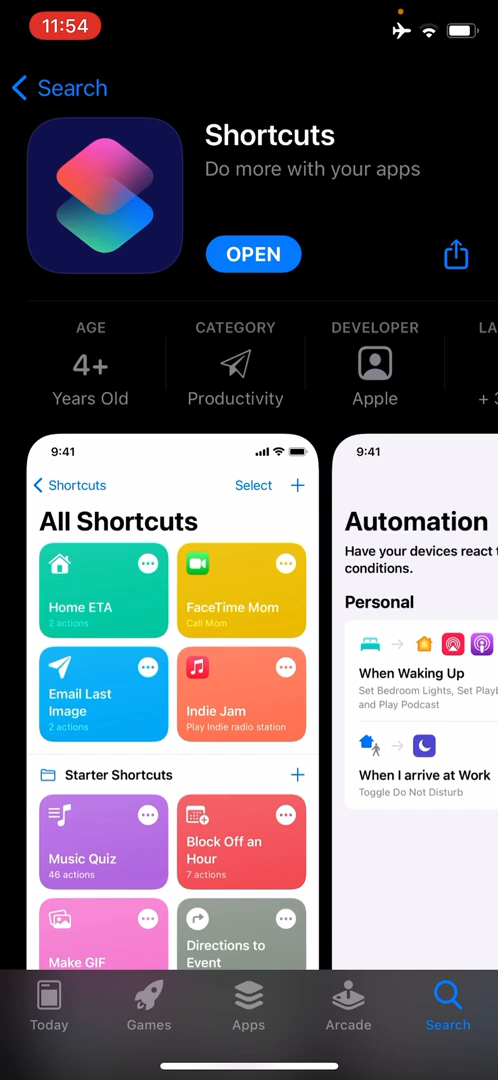 11:54
Search
Shortcuts
Do more with your apps
OPEN
AGE
CATEGORY
DEVELOPER
LA
4+
Years Old
Productivity
Apple
+ 3
9:41
Shortcuts
Select
All Shortcuts
Home ETA
2 actions
FaceTime Mom
Call Mom
Email Last
Image
2 actions
Indie Jam
Play Indie radio station
Starter Shortcuts
Music Quiz
46 actions
Block Off an
Hour
7 actions
Make GIF
Directions to
Event
9:41
Automation
Have your devices react t
conditions.
Personal
When Waking Up
Set Bedroom Lights, Set Playb
and Play Podcast
When I arrive at Work
Toggle Do Not Disturb
Today
Games
Apps
Arcade
Search